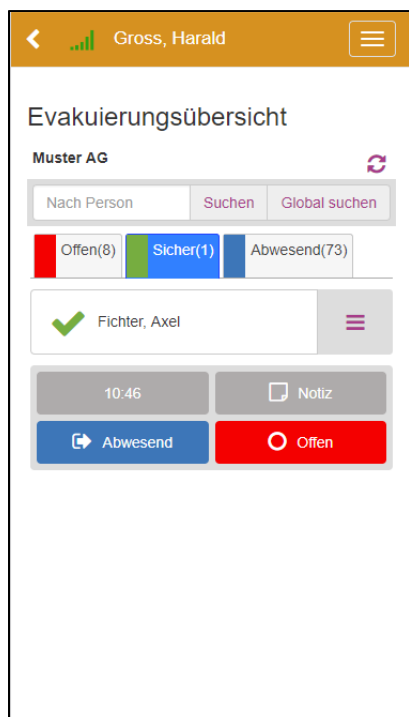 Gross, Harald
Evakuierungsübersicht
Muster AG
Nach Person Suchen Global suchen
Offen(8) Sicher(1) Abwesend(73)
Fichter, Axel
10:46 Notiz
Abwesend Offen